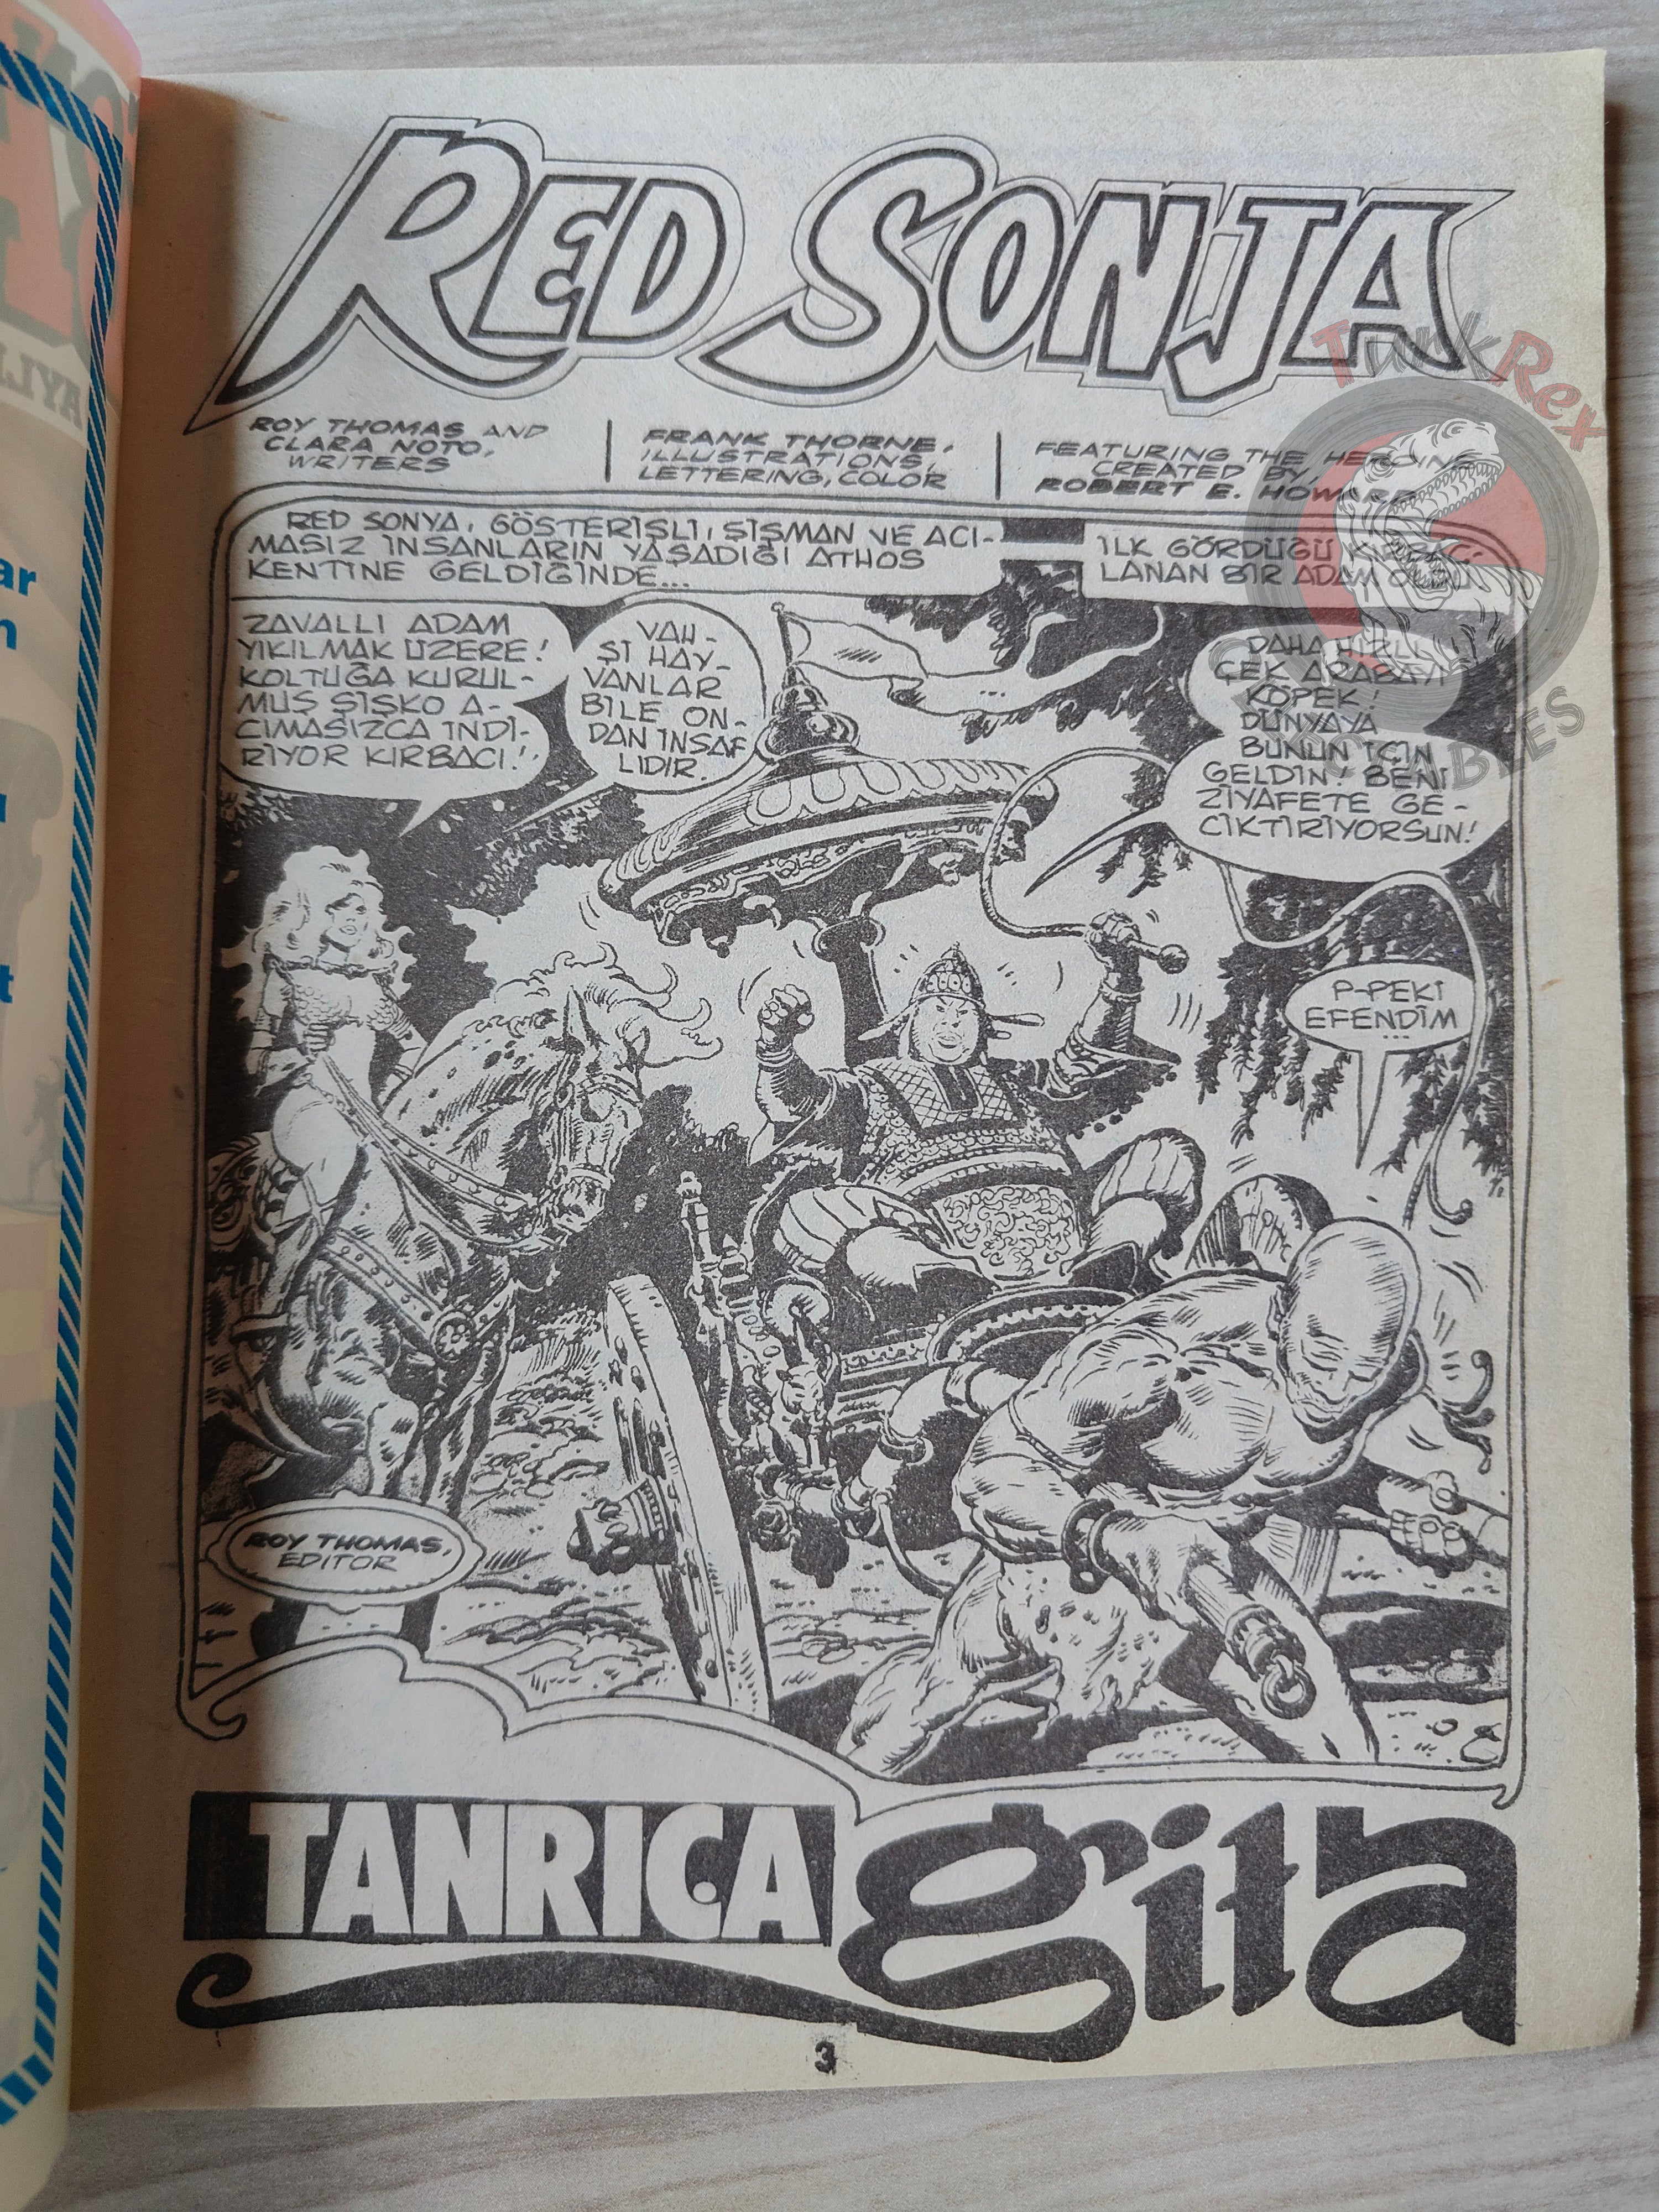 RED SONJA
ROY THOMAS AND
CLARA NOTO,
WRITERS
FRANK THORNE,
ILLUSTRATIONS,
LETTERING, COLOR
FEATURING THE HEROINE
CREATED BY,
ROBERT E. HOWARD
RED SONYA, GÖSTERİŞLİ, ŞİŞMAN VE ACI-
MASIZ İNSANLARIN YAŞADIĞI ATHOS
KENTİNE GELDİĞİNDE...
İLK GÖRDÜĞÜ KIRBAÇ-
LANAN BİR ADAM
ZAVALLI ADAM
YIKILMAK ÜZERE!
KOLTUĞA KURUL-
MUŞ ŞİŞKO A-
CIMASIZCA İNDİ-
RİYOR KIRBACI!
VAH-
Şİ HAY-
VANLAR
BİLE ON-
DAN İNSAF
LIDIR.
DAHA HIZLI
ÇEK ARABAYI
KÖPEK!
DÜNYAYA
BUNUN İÇİN
GELDİN! BENİ
ZİYAFETE GE-
CİKTİRİYORSUN!
P-PEKİ
EFENDİM
...
ROY THOMAS,
EDITOR
TANRIÇA gita
3
TurkRex
LLIYA
ar
n
t